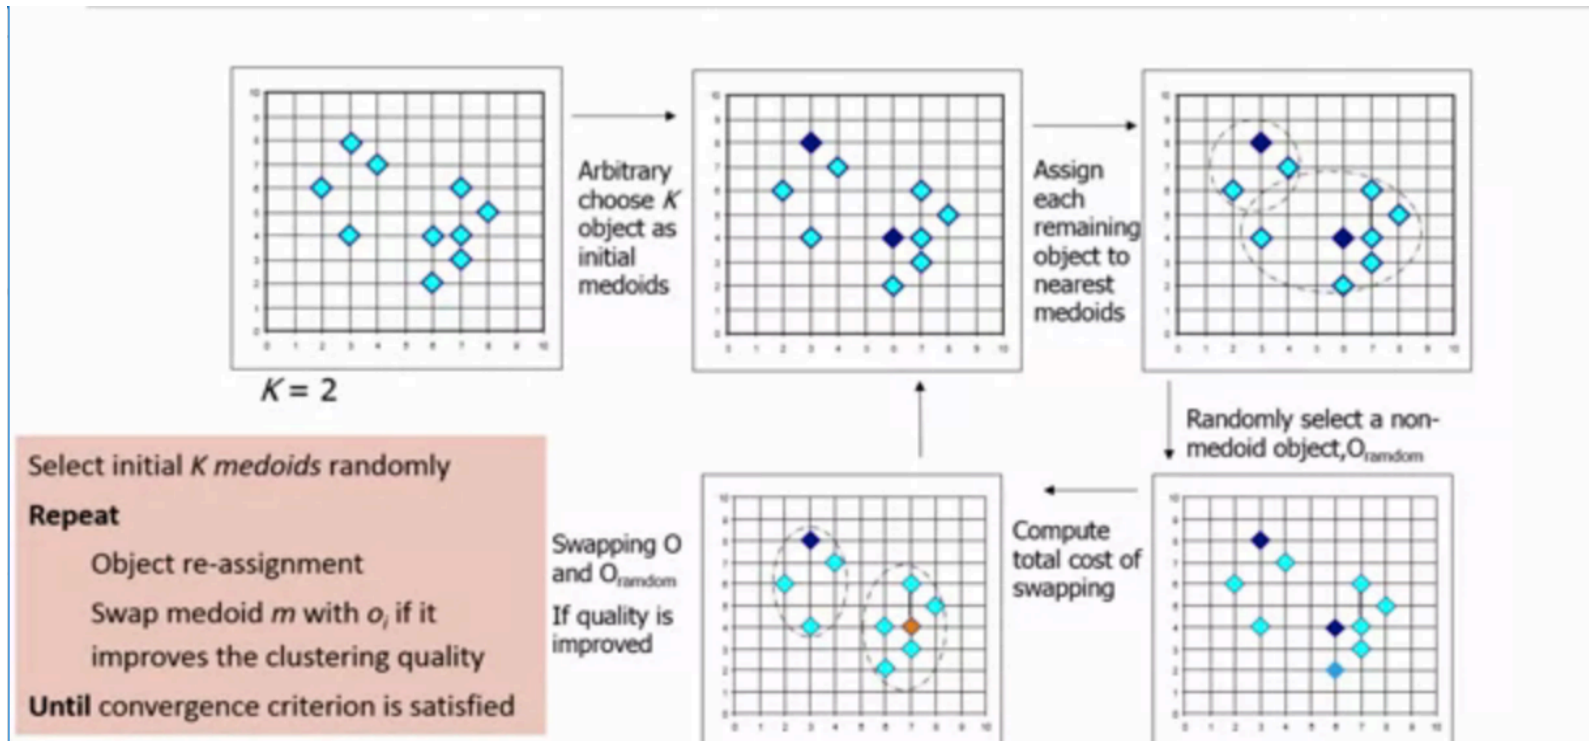 Arbitrary
choose K
object as
initial
medoids
Assign
each
remaining
object to
nearest
medoids
K = 2
Randomly select a non-
medoid object,Oramdom
Select initial K medoids randomly
Repeat
Object re-assignment
Swap medoid m with oi if it
improves the clustering quality
Until convergence criterion is satisfied
Swapping O
and Oramdom
If quality is
improved
Compute
total cost of
swapping